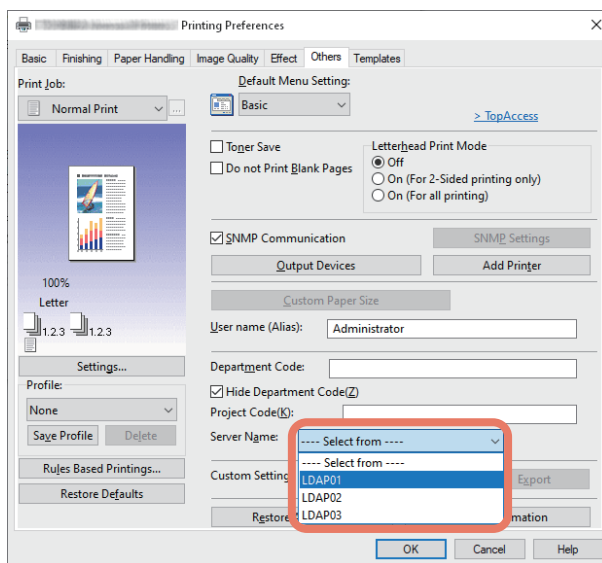 Printing Preferences
Basic Finishing Paper Handling Image Quality Effect Others Templates
Print Job:
Normal Print
...
100%
Letter
1.2.3 1.2.3
Settings...
Profile:
None
Save Profile Delete
Rules Based Printings...
Restore Defaults
Default Menu Setting:
Basic
> TopAccess
Toner Save
Do not Print Blank Pages
Letterhead Print Mode
Off
On (For 2-Sided printing only)
On (For all printing)
SNMP Communication
SNMP Settings
Output Devices
Add Printer
Custom Paper Size
User name (Alias): Administrator
Department Code:
Hide Department Code(Z)
Project Code(K):
Server Name: ---- Select from ----
---- Select from ----
LDAP01
LDAP02
LDAP03
Custom Setting
Export
Restore
OK Cancel Help